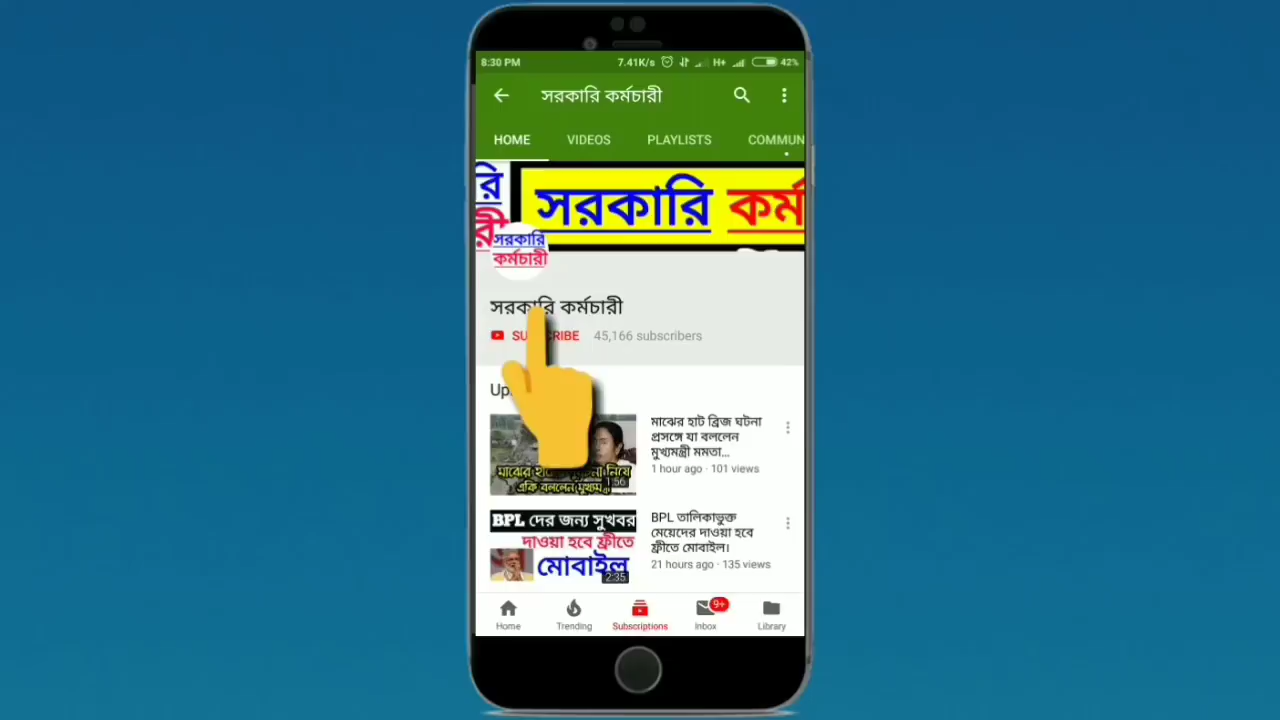 8:30 PM 7.41K/s H+ 42%
সরকারি কর্মচারী
HOME VIDEOS PLAYLISTS COMMUN
রি
রী
সরকারি কর্ম
সরকারি
কর্মচারী
সরকারি কর্মচারী
SUBSCRIBE 45,166 subscribers
Up
মাঝের হাট ব্রিজ ঘটনা
প্রসঙ্গে যা বললেন
মুখ্যমন্ত্রী মমতা...
1 hour ago · 101 views
মাঝের নিয়ে
একি বললেন
1:56
BPL দের জন্য সুখবর
দাওয়া হবে ফ্রীতে
মোবাইল
2:35
BPL তালিকাভুক্ত
মেয়েদের দাওয়া হবে
ফ্রীতে মোবাইল।
21 hours ago · 135 views
9+
Home Trending Subscriptions Inbox Library